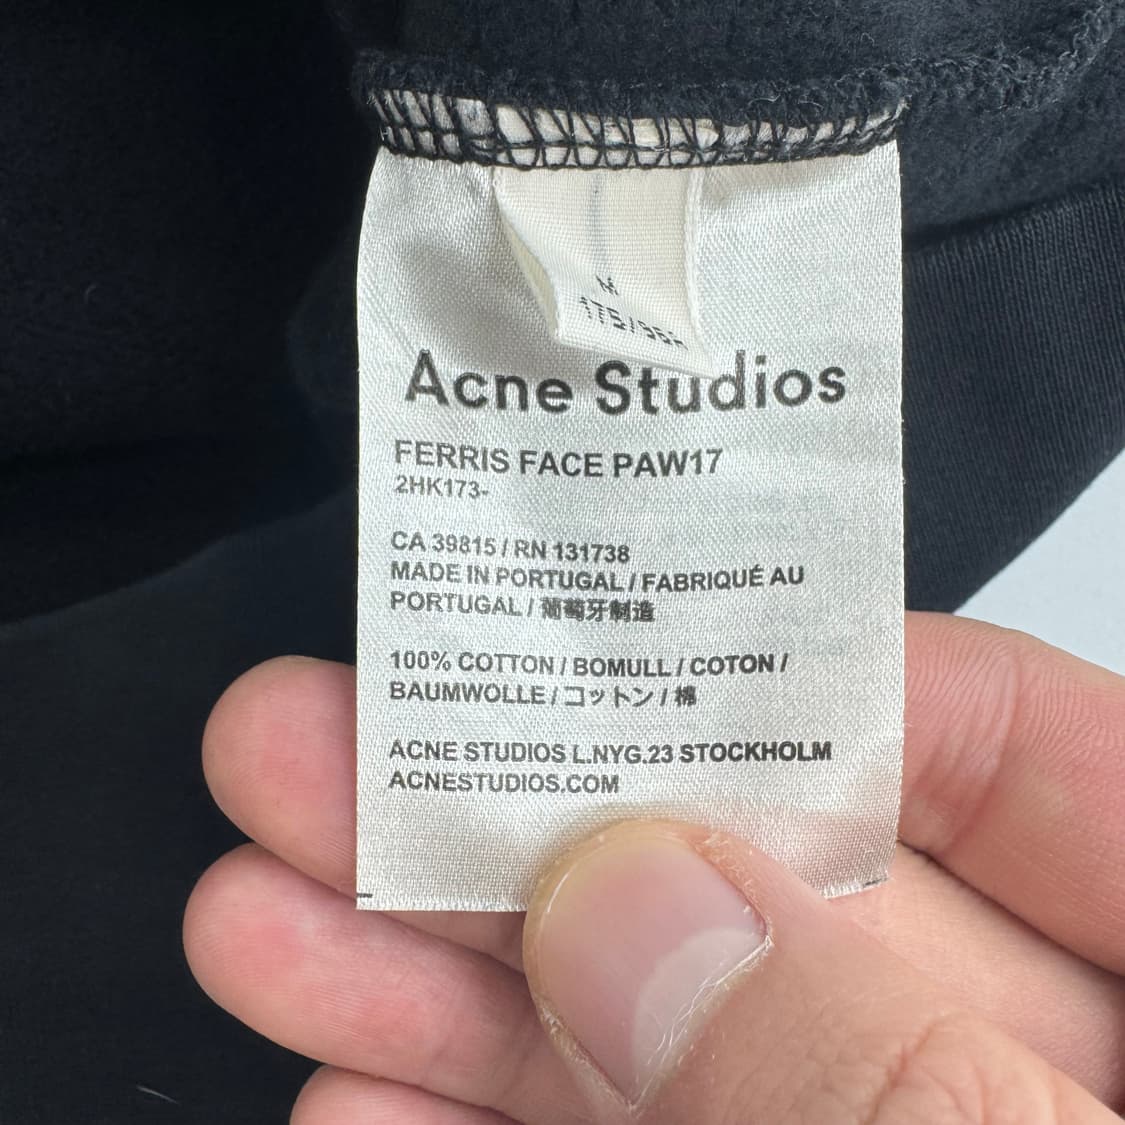 175/96
Acne Studios
FERRIS FACE PAW17
2HK173-
CA 39815 / RN 131738
MADE IN PORTUGAL / FABRIQUÉ AU
PORTUGAL / 葡萄牙制造
100% COTTON / BOMULL / COTON /
BAUMWOLLE / コットン / 棉
ACNE STUDIOS L.NYG.23 STOCKHOLM
ACNESTUDIOS.COM